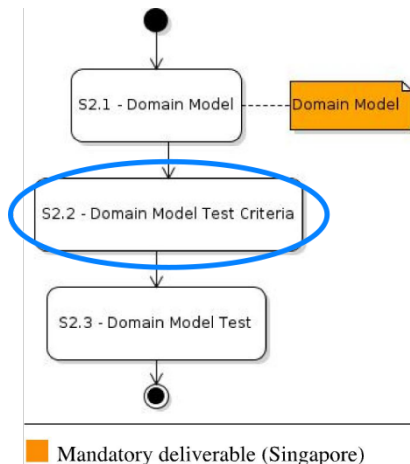 S2.1 - Domain Model
Domain Model
S2.2 - Domain Model Test Criteria
S2.3 - Domain Model Test
Mandatory deliverable (Singapore)